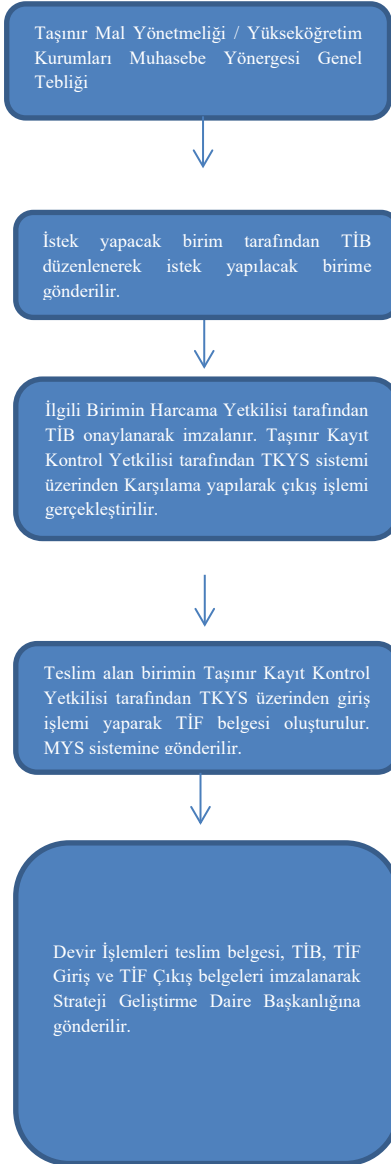 Taşınır Mal Yönetmeliği / Yükseköğretim
Kurumları Muhasebe Yönergesi Genel
Tebliği
İstek yapacak birim tarafından TİB
düzenlenerek istek yapılacak birime
gönderilir.
İlgili Birimin Harcama Yetkilisi tarafından
TİB onaylanarak imzalanır. Taşınır Kayıt
Kontrol Yetkilisi tarafından TKYS sistemi
üzerinden Karşılama yapılarak çıkış işlemi
gerçekleştirilir.
Teslim alan birimin Taşınır Kayıt Kontrol
Yetkilisi tarafından TKYS üzerinden giriş
işlemi yaparak TİF belgesi oluşturulur.
MYS sistemine gönderilir.
Devir İşlemleri teslim belgesi, TİB, TİF
Giriş ve TİF Çıkış belgeleri imzalanarak
Strateji Geliştirme Daire Başkanlığına
gönderilir.